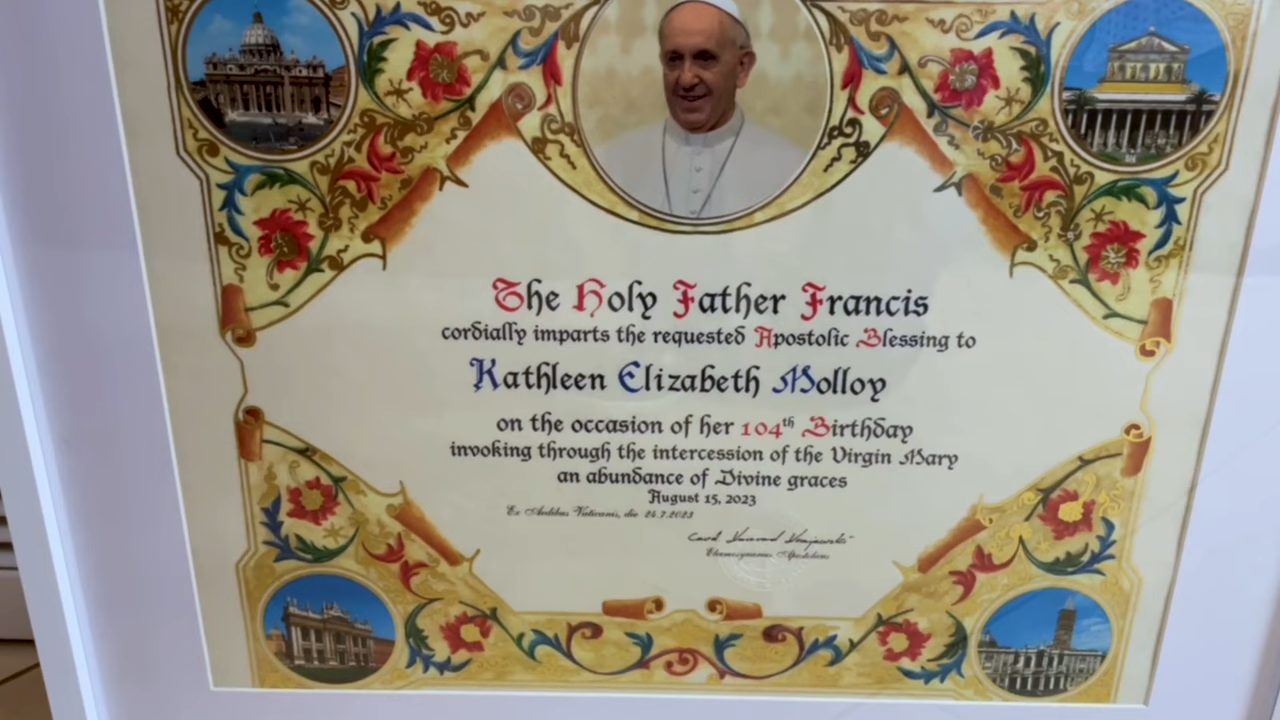 The Holy Father Francis
cordially imparts the requested Apostolic Blessing to
Kathleen Elizabeth Molloy
on the occasion of her 104th Birthday
invoking through the intercession of the Virgin Mary
an abundance of Divine graces
August 15, 2023
Ex Aedibus Vaticanis, die 24.7.2023
Elemosynarius Apostolicus